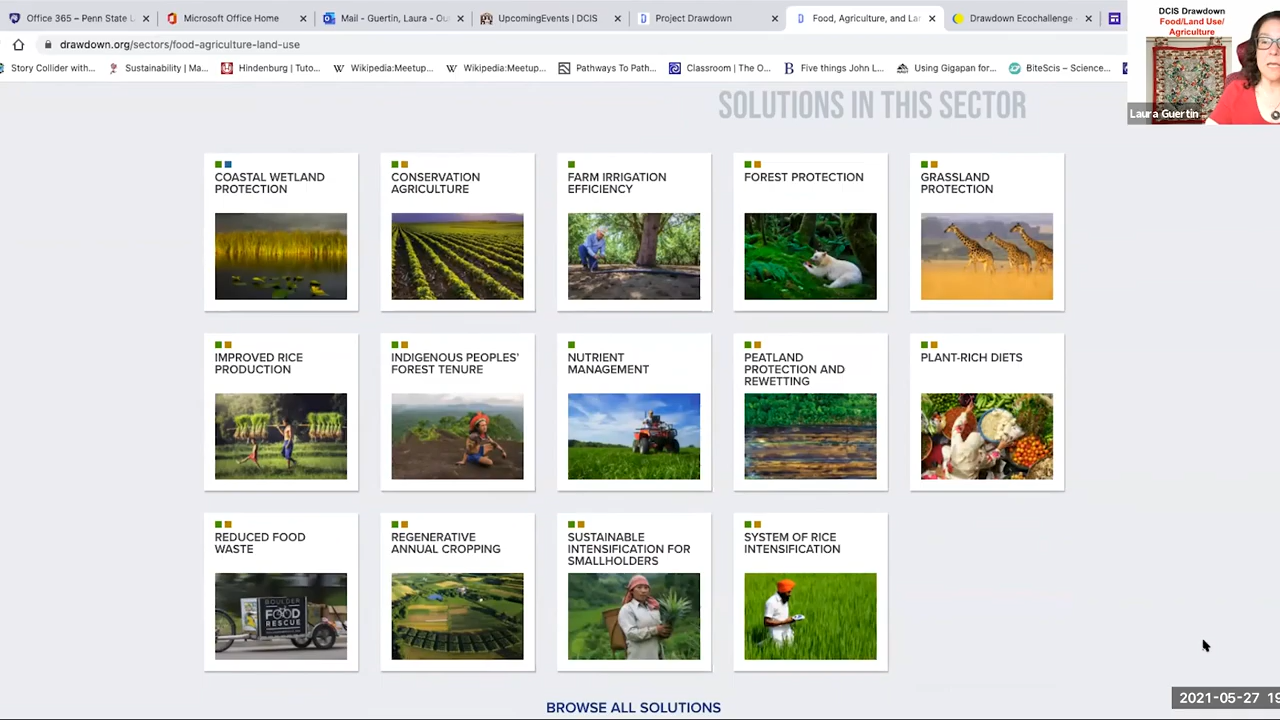 Office 365 – Penn State L
Microsoft Office Home
Mail - Guertin, Laura - Ou
UpcomingEvents | DCIS
Project Drawdown
Food, Agriculture, and Lan
Drawdown Ecochallenge
drawdown.org/sectors/food-agriculture-land-use
Story Collider with...
Sustainability | Ma...
Hindenburg | Tuto...
Wikipedia:Meetup...
Wikipedia:Meetup...
Pathways To Path...
Classroom | The O...
Five things John L...
Using Gigapan for...
BiteScis – Science...
DCIS Drawdown
Food/Land Use/
Agriculture
Laura Guertin
SOLUTIONS IN THIS SECTOR
COASTAL WETLAND
PROTECTION
CONSERVATION
AGRICULTURE
FARM IRRIGATION
EFFICIENCY
FOREST PROTECTION
GRASSLAND
PROTECTION
IMPROVED RICE
PRODUCTION
INDIGENOUS PEOPLES'
FOREST TENURE
NUTRIENT
MANAGEMENT
PEATLAND
PROTECTION AND
REWETTING
PLANT-RICH DIETS
REDUCED FOOD
WASTE
BOULDER
FOOD
RESCUE
REGENERATIVE
ANNUAL CROPPING
SUSTAINABLE
INTENSIFICATION FOR
SMALLHOLDERS
SYSTEM OF RICE
INTENSIFICATION
BROWSE ALL SOLUTIONS
2021-05-27 19